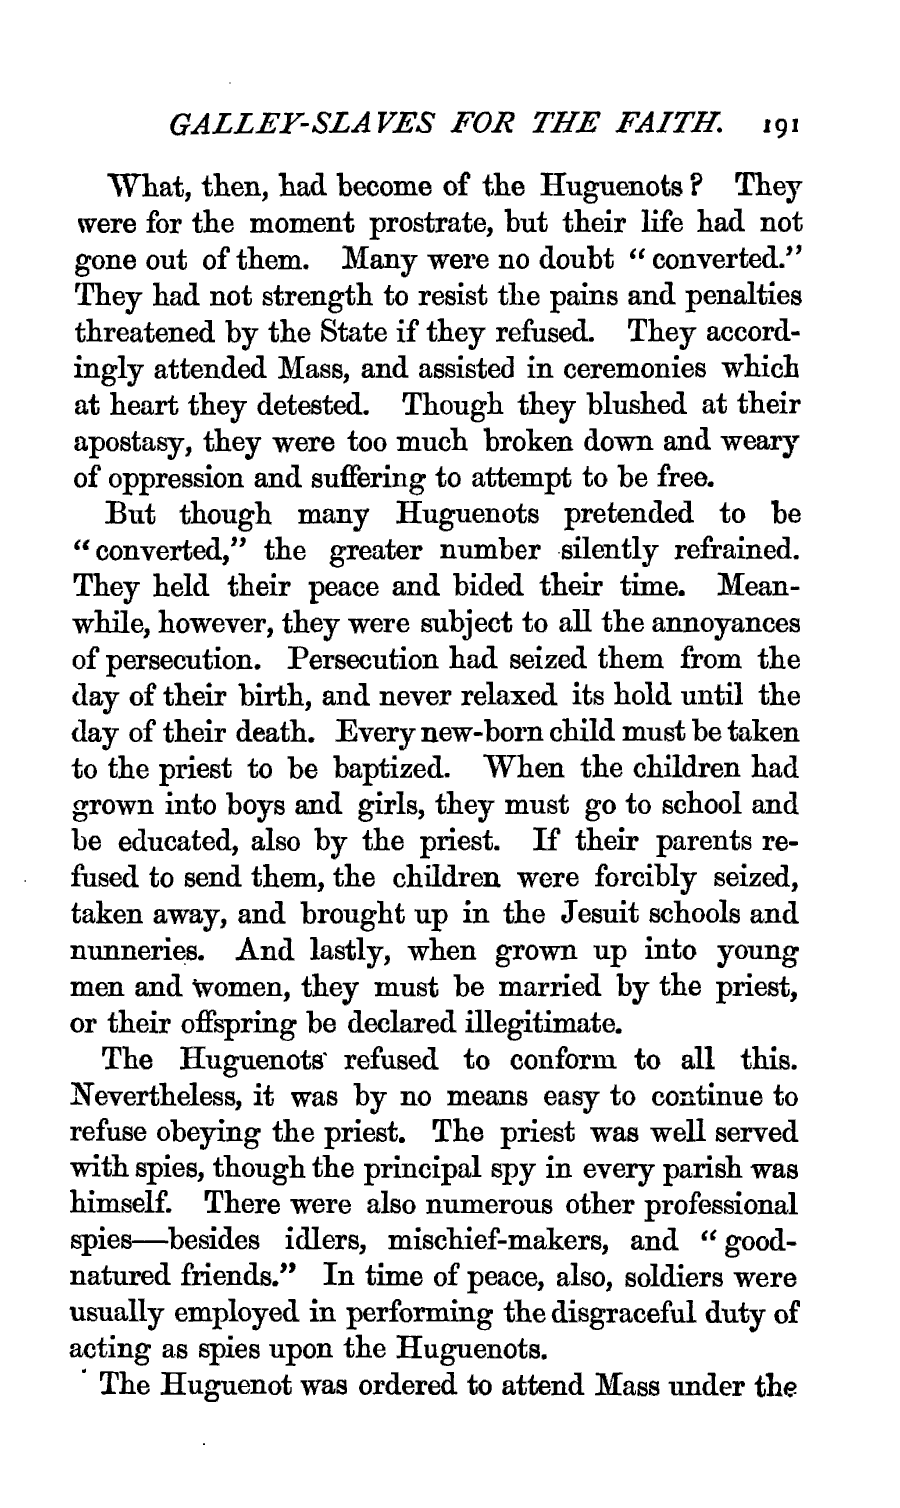 GALLEY-SLAVES FOR THE FAITH. 191
What, then, had become of the Huguenots? They
were for the moment prostrate, but their life had not
gone out of them. Many were no doubt “converted.”
They had not strength to resist the pains and penalties
threatened by the State if they refused. They accord-
ingly attended Mass, and assisted in ceremonies which
at heart they detested. Though they blushed at their
apostasy, they were too much broken down and weary
of oppression and suffering to attempt to be free.
But though many Huguenots pretended to be
“converted,” the greater number silently refrained.
They held their peace and bided their time. Mean-
while, however, they were subject to all the annoyances
of persecution. Persecution had seized them from the
day of their birth, and never relaxed its hold until the
day of their death. Every new-born child must be taken
to the priest to be baptized. When the children had
grown into boys and girls, they must go to school and
be educated, also by the priest. If their parents re-
fused to send them, the children were forcibly seized,
taken away, and brought up in the Jesuit schools and
nunneries. And lastly, when grown up into young
men and women, they must be married by the priest,
or their offspring be declared illegitimate.
The Huguenots refused to conform to all this.
Nevertheless, it was by no means easy to continue to
refuse obeying the priest. The priest was well served
with spies, though the principal spy in every parish was
himself. There were also numerous other professional
spies—besides idlers, mischief-makers, and “good-
natured friends.” In time of peace, also, soldiers were
usually employed in performing the disgraceful duty of
acting as spies upon the Huguenots.
The Huguenot was ordered to attend Mass under the